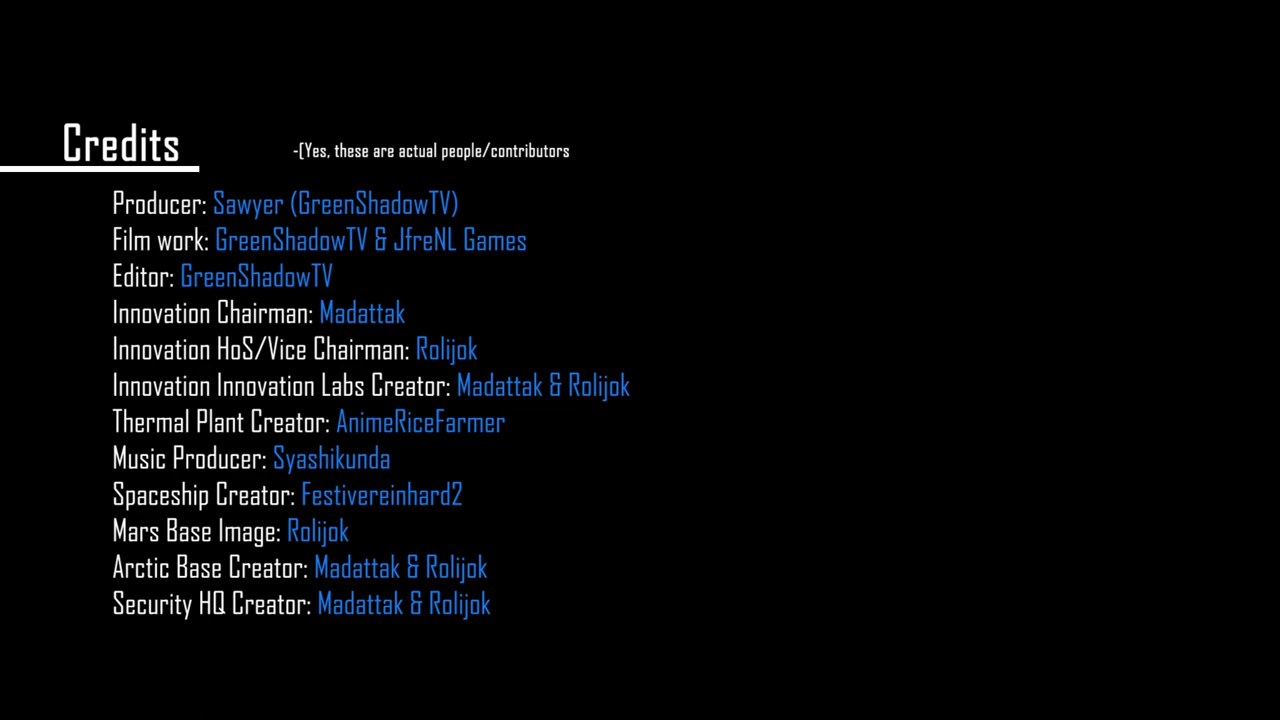 Credits
-[Yes, these are actual people/contributors
Producer: Sawyer (GreenShadowTV)
Film work: GreenShadowTV & JfreNL Games
Editor: GreenShadowTV
Innovation Chairman: Madattak
Innovation HoS/Vice Chairman: Rolijok
Innovation Innovation Labs Creator: Madattak & Rolijok
Thermal Plant Creator: AnimeRiceFarmer
Music Producer: Syashikunda
Spaceship Creator: Festivereinhard2
Mars Base Image: Rolijok
Arctic Base Creator: Madattak & Rolijok
Security HQ Creator: Madattak & Rolijok